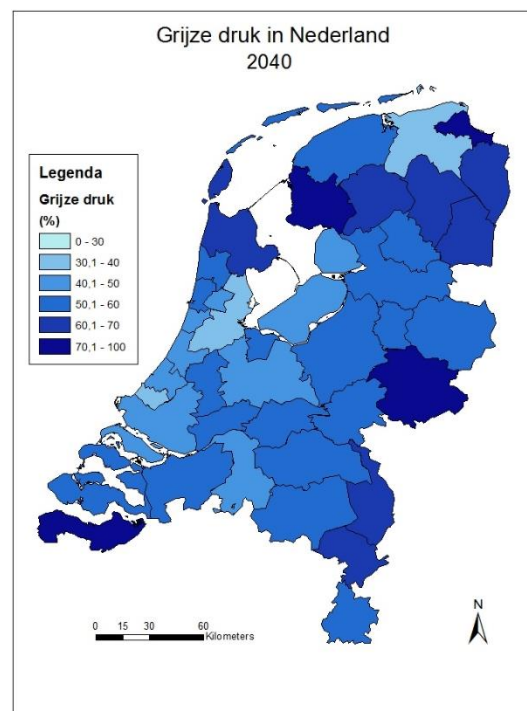 Grijze druk in Nederland
2040
Legenda
Grijze druk
(%)
0 - 30
30,1 - 40
40,1 - 50
50,1 - 60
60,1 - 70
70,1 - 100
0 15 30 60
Kilometers
N